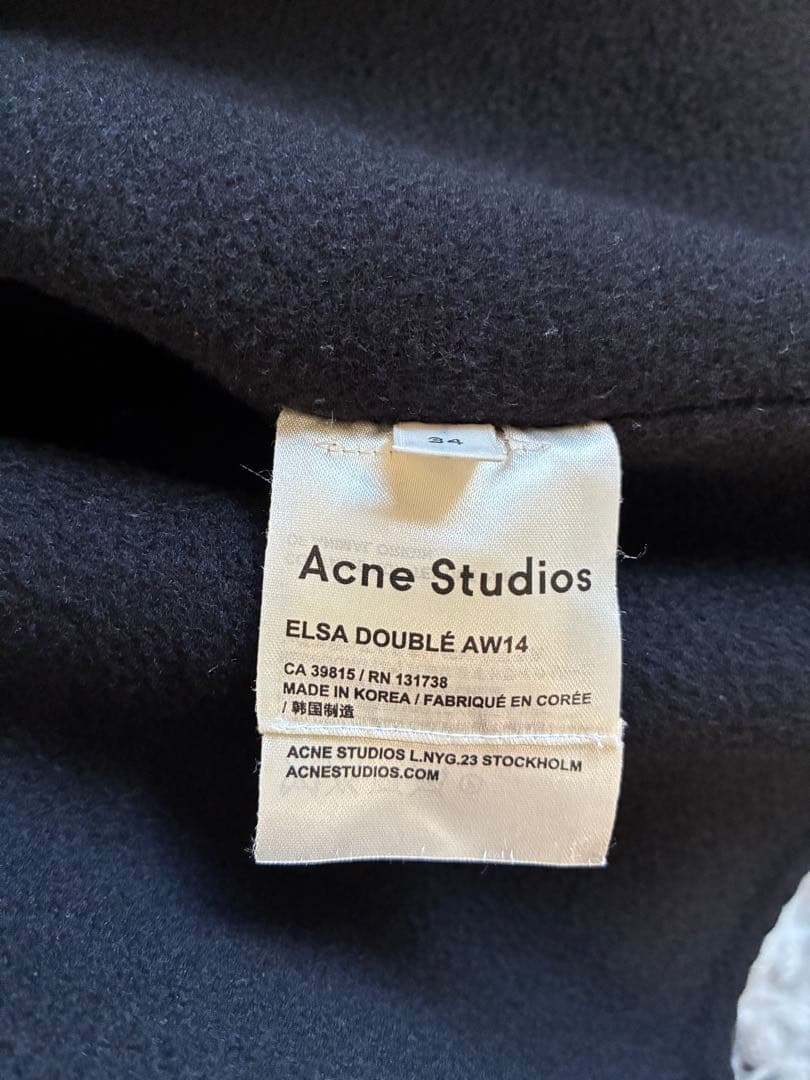 34
Acne Studios
ELSA DOUBLÉ AW14
CA 39815 / RN 131738
MADE IN KOREA / FABRIQUÉ EN CORÉE
/ 韩国制造
ACNE STUDIOS L.NYG.23 STOCKHOLM
ACNESTUDIOS.COM